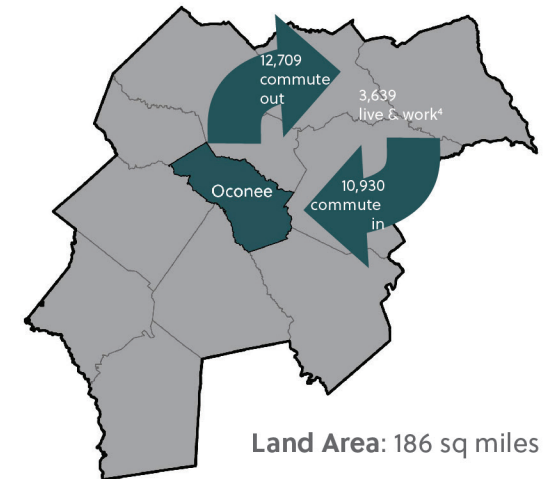 12,709
commute
out
3,639
live & work⁴
Oconee
10,930
commute
in
Land Area: 186 sq miles